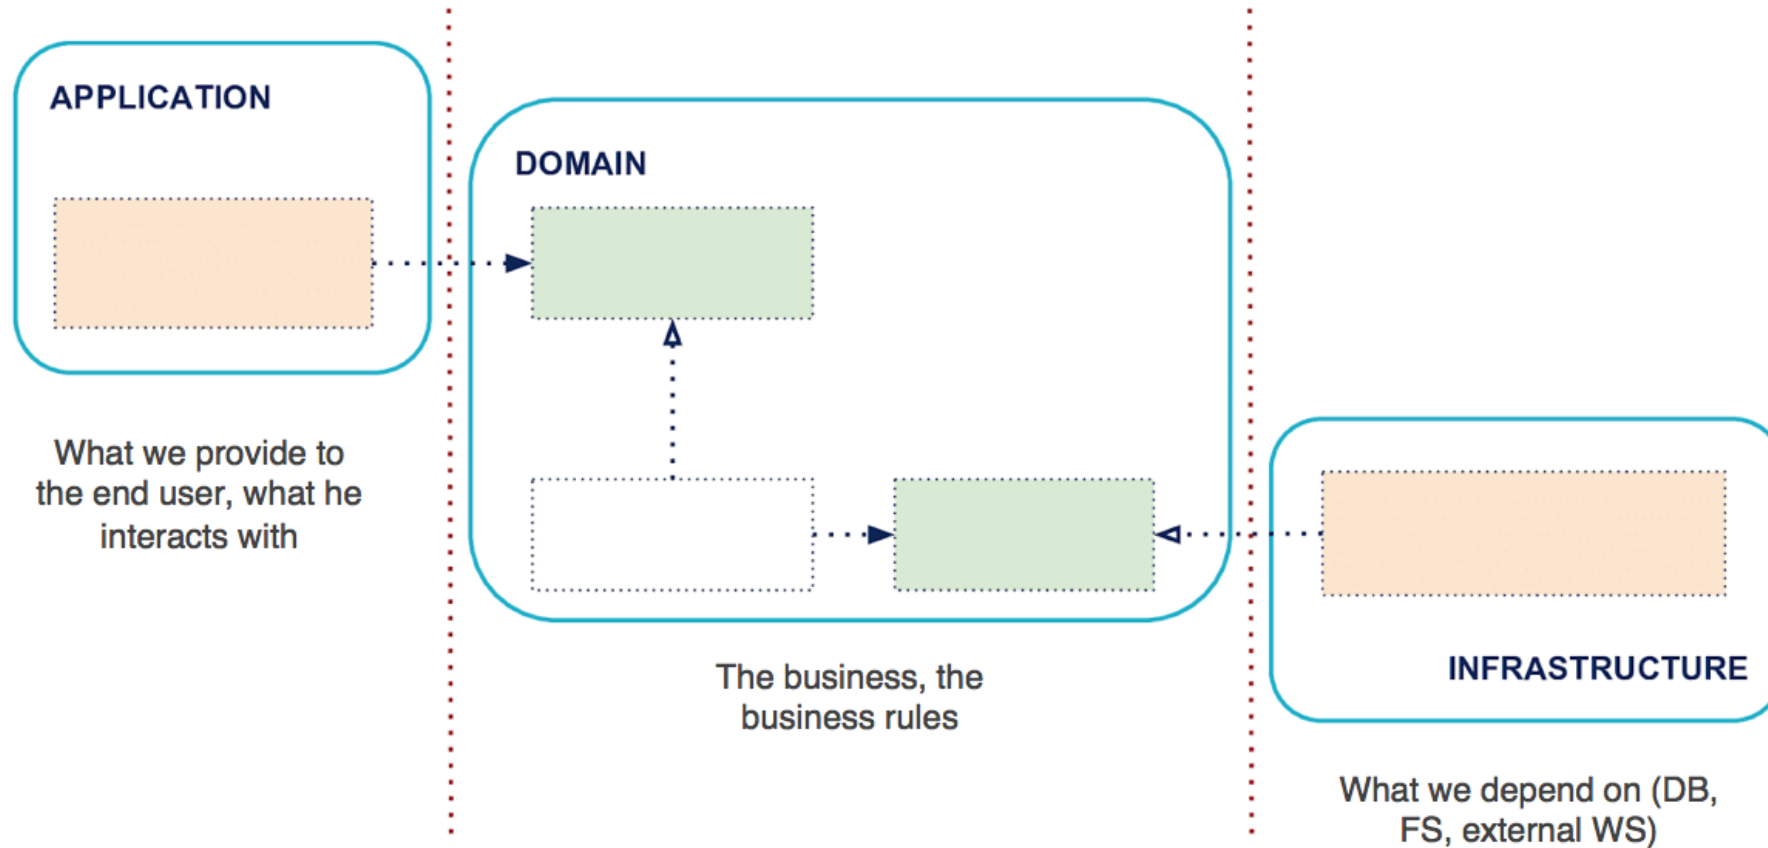 APPLICATION
What we provide to
the end user, what he
interacts with
DOMAIN
The business, the
business rules
INFRASTRUCTURE
What we depend on (DB,
FS, external WS)